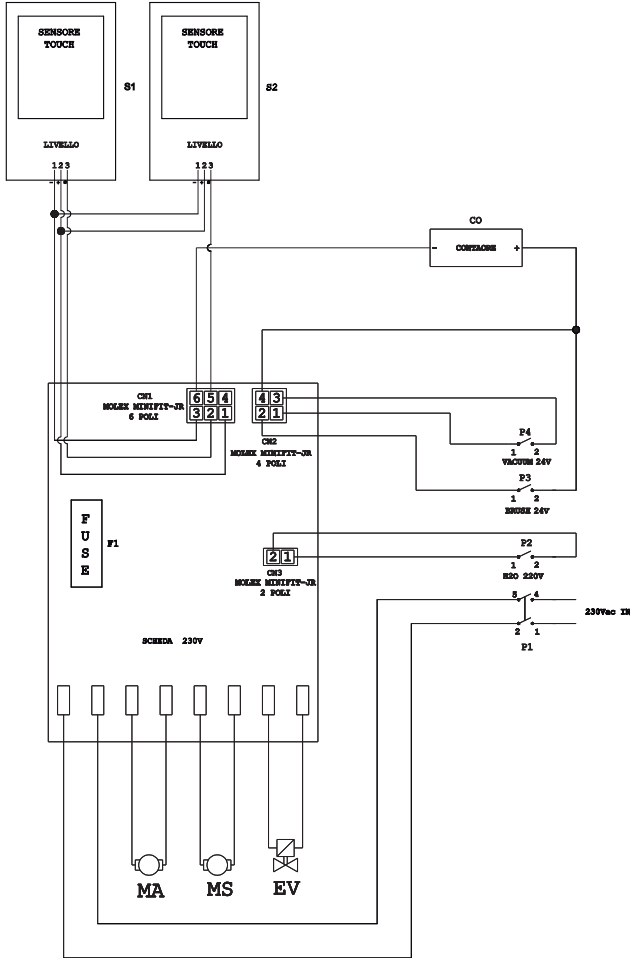 SENSORE
TOUCH
SENSORE
TOUCH
S1
S2
LIVELLO
LIVELLO
1 2 3
1 2 3
- + •
- + •
CO
- CONTAORE +
CN1
MOLEX MINIFIT-JR
6 POLI
6 5 4
3 2 1
4 3
2 1
CN2
MOLEX MINIFIT-JR
4 POLI
P4
1 2
VACUUM 24V
P3
1 2
BRUSH 24V
FUSE
F1
P2
1 2
H2O 220V
2 1
CN3
MOLEX MINIFIT-JR
2 POLI
5 4
230Vac IN
2 1
P1
SCHEDA 230V
MA
MS
EV